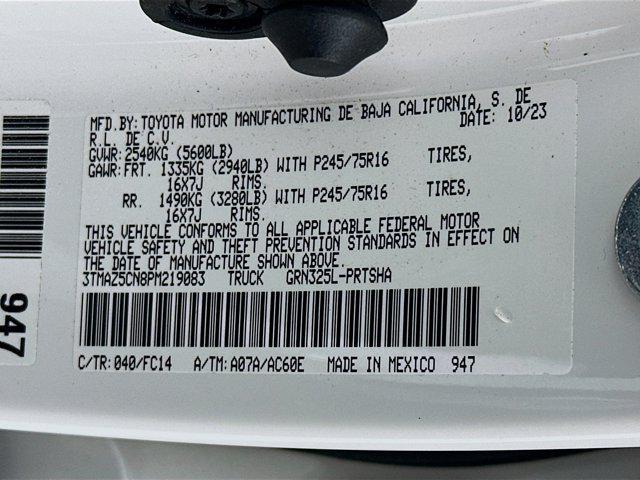 MFD.BY: TOYOTA MOTOR MANUFACTURING DE BAJA CALIFORNIA, S. DE
R.L. DE C.V. DATE: 10/23
GVWR: 2540KG (5600LB)
GAWR: FRT. 1335KG (2940LB) WITH P245/75R16 TIRES,
16X7J RIMS.
RR. 1490KG (3280LB) WITH P245/75R16 TIRES,
16X7J RIMS.
THIS VEHICLE CONFORMS TO ALL APPLICABLE FEDERAL MOTOR
VEHICLE SAFETY AND THEFT PREVENTION STANDARDS IN EFFECT ON
THE DATE OF MANUFACTURE SHOWN ABOVE.
3TMAZ5CN8PM219083 TRUCK GRN325L-PRTSHA
C/TR: 040/FC14 A/TM: A07A/AC60E MADE IN MEXICO 947
947